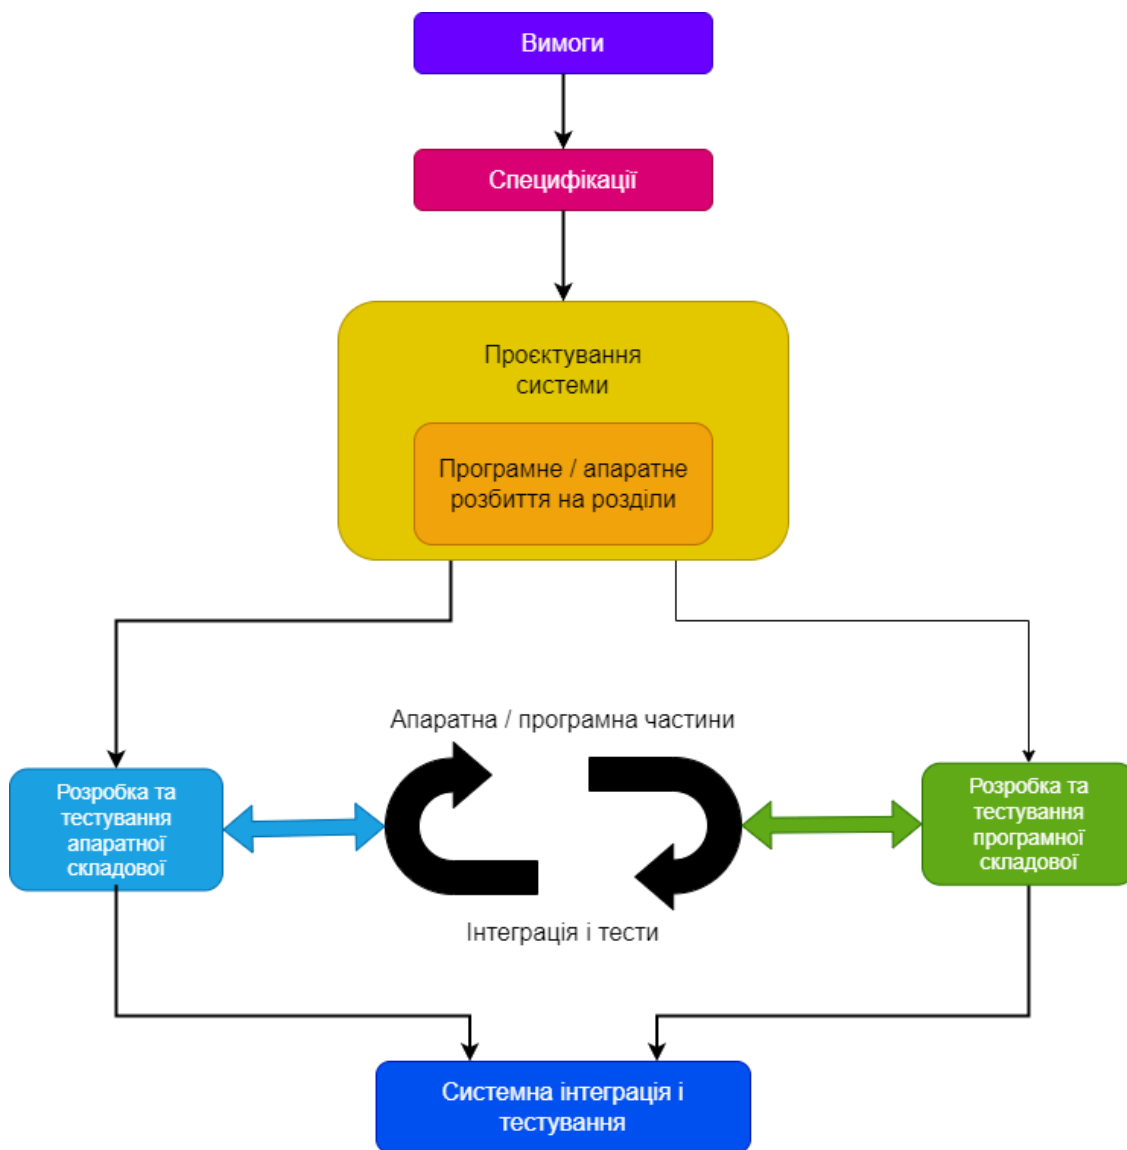 Вимоги
Специфікації
Проєктування
системи
Програмне / апаратне
розбиття на розділи
Апаратна / програмна частини
Розробка та
тестування
апаратної
складової
Розробка та
тестування
програмної
складової
Інтеграція і тести
Системна інтеграція і
тестування